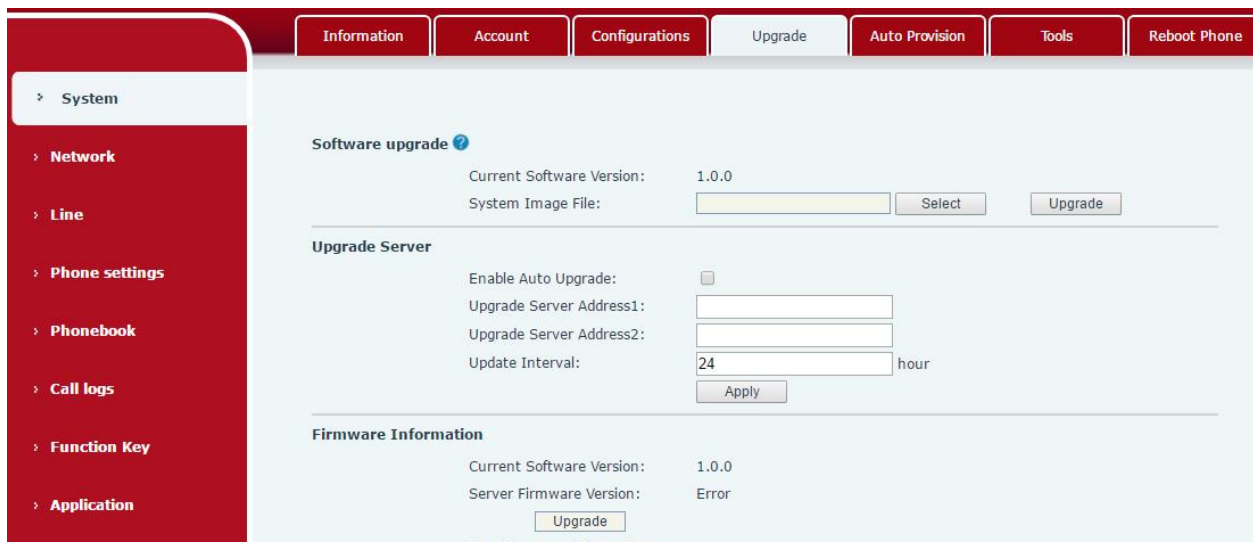 Information Account Configurations Upgrade Auto Provision Tools Reboot Phone
System
Network
Line
Phone settings
Phonebook
Call logs
Function Key
Application
Software upgrade ?
Current Software Version: 1.0.0
System Image File: Select Upgrade
Upgrade Server
Enable Auto Upgrade:
Upgrade Server Address1:
Upgrade Server Address2:
Update Interval: 24 hour
Apply
Firmware Information
Current Software Version: 1.0.0
Server Firmware Version: Error
Upgrade